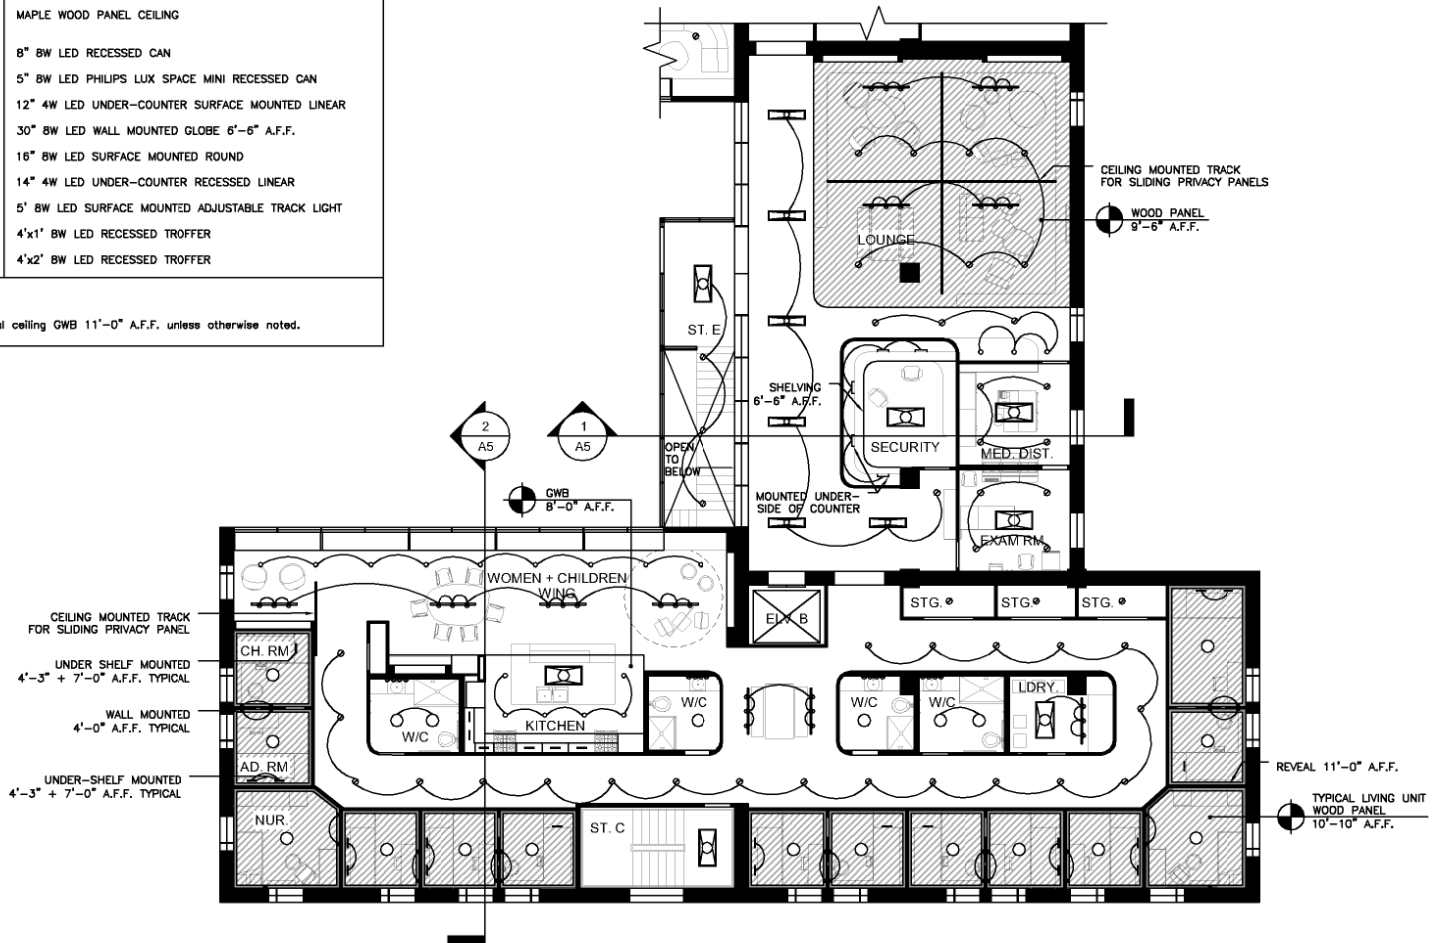 MAPLE WOOD PANEL CEILING
8" 8W LED RECESSED CAN
5" 8W LED PHILIPS LUX SPACE MINI RECESSED CAN
12" 4W LED UNDER-COUNTER SURFACE MOUNTED LINEAR
30" 8W LED WALL MOUNTED GLOBE 6'-6" A.F.F.
16" 8W LED SURFACE MOUNTED ROUND
14" 4W LED UNDER-COUNTER RECESSED LINEAR
5' 8W LED SURFACE MOUNTED ADJUSTABLE TRACK LIGHT
4'x1' 8W LED RECESSED TROFFER
4'x2' 8W LED RECESSED TROFFER
ceiling GWB 11'-0" A.F.F. unless otherwise noted.
CEILING MOUNTED TRACK
FOR SLIDING PRIVACY PANELS
WOOD PANEL
9'-6" A.F.F.
LOUNGE
ST. E
SHELVING
6'-6" A.F.F.
SECURITY
MED. DIST.
2
A5
1
A5
OPEN
TO
BELOW
MOUNTED UNDER-
SIDE OF COUNTER
GWB
8'-0" A.F.F.
EXAM RM.
WOMEN + CHILDREN
WING
ELV B
STG.
STG.
STG.
CEILING MOUNTED TRACK
FOR SLIDING PRIVACY PANEL
CH. RM
UNDER SHELF MOUNTED
4'-3" + 7'-0" A.F.F. TYPICAL
WALL MOUNTED
4'-0" A.F.F. TYPICAL
W/C
KITCHEN
W/C
W/C
W/C
LDRY.
AD. RM
UNDER-SHELF MOUNTED
4'-3" + 7'-0" A.F.F. TYPICAL
REVEAL 11'-0" A.F.F.
NUR.
ST. C
TYPICAL LIVING UNIT
WOOD PANEL
10'-10" A.F.F.